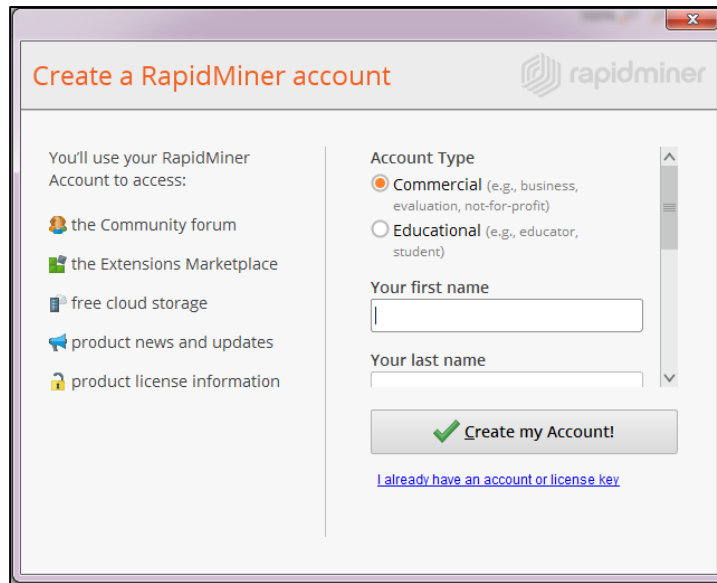 Create a RapidMiner account
rapidminer
You'll use your RapidMiner
Account to access:
the Community forum
the Extensions Marketplace
free cloud storage
product news and updates
product license information
Account Type
Commercial (e.g., business,
evaluation, not-for-profit)
Educational (e.g., educator,
student)
Your first name
Your last name
Create my Account!
I already have an account or license key